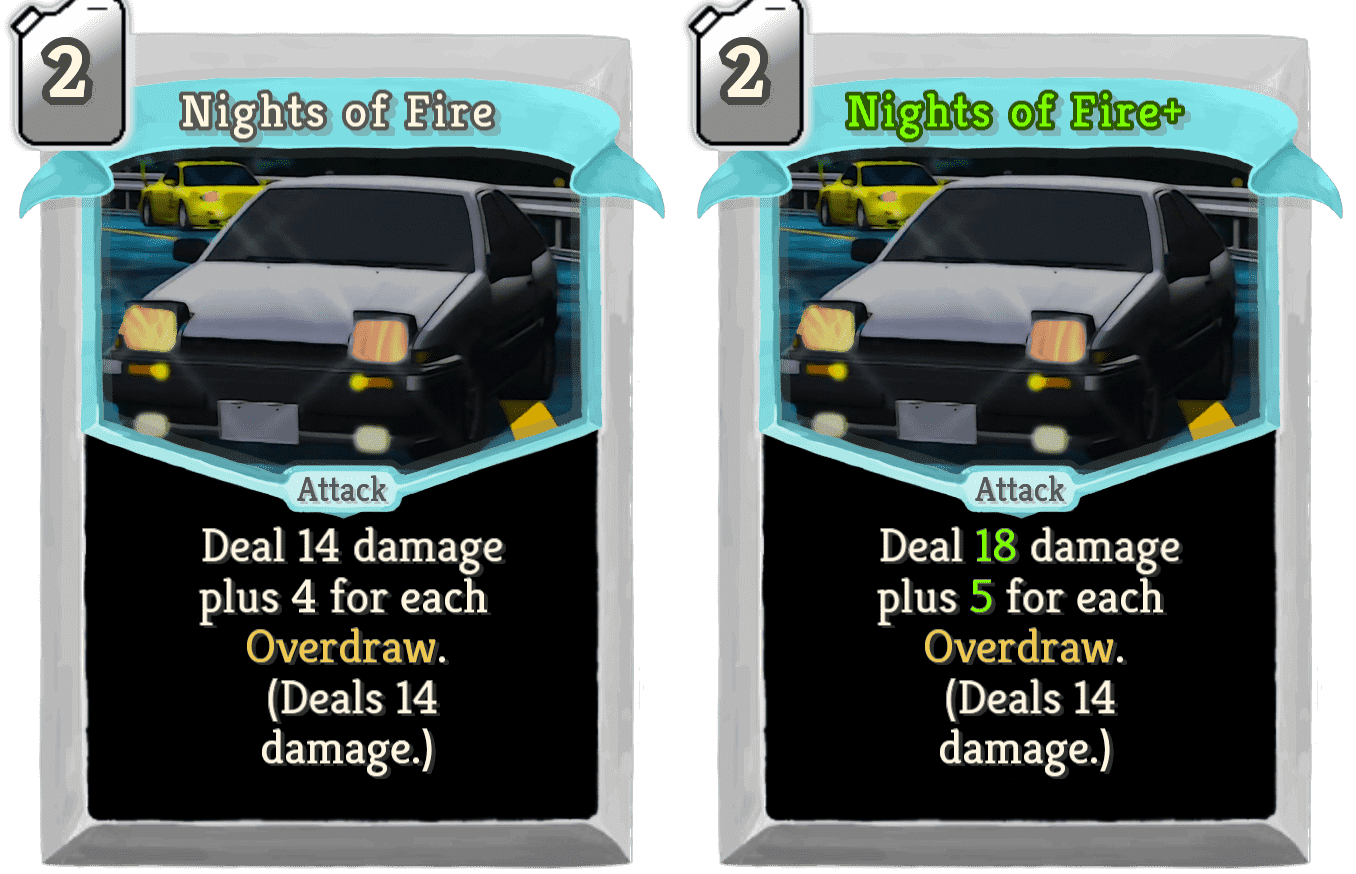 2
Nights of Fire
Attack
Deal 14 damage
plus 4 for each
Overdraw.
(Deals 14
damage.)
2
Nights of Fire+
Attack
Deal 18 damage
plus 5 for each
Overdraw.
(Deals 14
damage.)